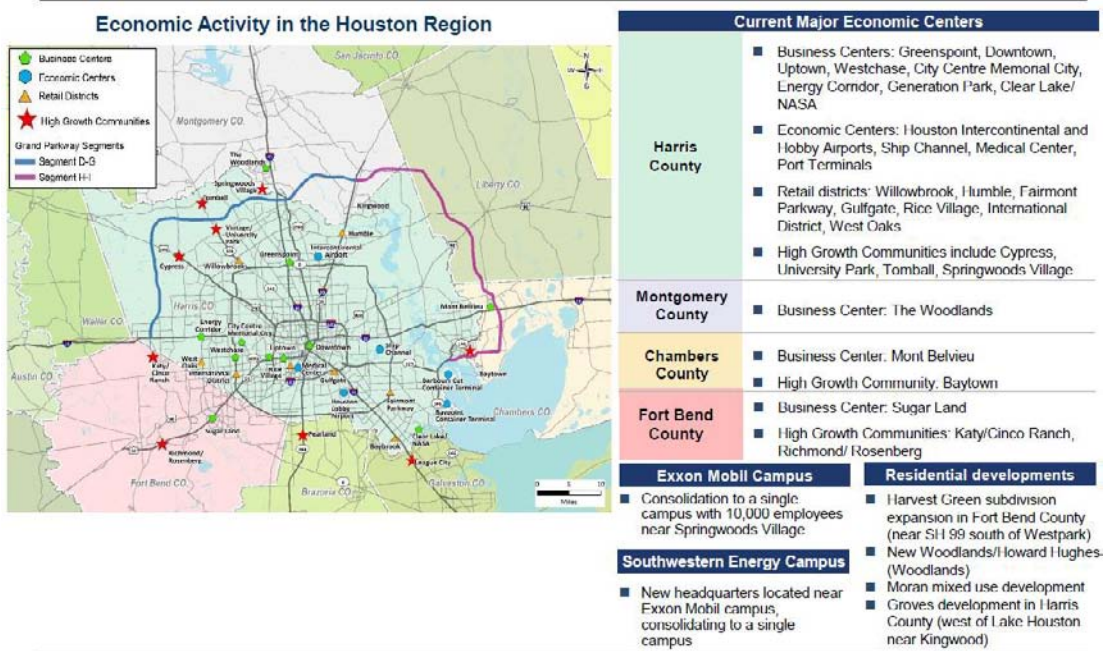 Economic Activity in the Houston Region
Business Centers
Economic Centers
Retail Districts
High Growth Communities
Grand Parkway Segments
Segment D-G
Segment H-I
San Jacinto CO.
Montgomery CO.
Liberty CO.
The
Woodlands
Springwoods
Village
Tomball
Kingwood
Vintage/
University
Park
Humble
Cypress
Willowbrook
Greenspoint
Intercontinental
Airport
Harris CO.
Mont Belvieu
Waller CO.
Energy
Corridor
City Centre
Memorial City
Westchase
Uptown
Downtown
Ship
Channel
West
Oaks
International
District
Rice
Village
Medical
Center
Gulfgate
Baytown
Katy/
Cinco
Ranch
Austin CO.
Barbours Cut
Container Terminal
Fairmont
Parkway
Container Terminal
Chambers CO.
Sugar Land
Pearland
Clear Lake/
NASA
Baybrook
League City
Richmond/
Rosenberg
Fort Bend CO.
Brazoria CO.
Galveston CO.
0 5 10
Miles
Current Major Economic Centers
Harris
County
Business Centers: Greenspoint, Downtown,
Uptown, Westchase, City Centre Memorial City,
Energy Corridor, Generation Park, Clear Lake/
NASA
Economic Centers: Houston Intercontinental and
Hobby Airports, Ship Channel, Medical Center,
Port Terminals
Retail districts: Willowbrook, Humble, Fairmont
Parkway, Gulfgate, Rice Village, International
District, West Oaks
High Growth Communities include Cypress,
University Park, Tomball, Springwoods Village
Montgomery
County
Business Center: The Woodlands
Chambers
County
Business Center: Mont Belvieu
High Growth Community: Baytown
Fort Bend
County
Business Center: Sugar Land
High Growth Communities: Katy/Cinco Ranch,
Richmond/ Rosenberg
Exxon Mobil Campus
Consolidation to a single
campus with 10,000 employees
near Springwoods Village
Southwestern Energy Campus
New headquarters located near
Exxon Mobil campus,
consolidating to a single
campus
Residential developments
Harvest Green subdivision
expansion in Fort Bend County
(near SH 99 south of Westpark)
New Woodlands/Howard Hughes
(Woodlands)
Moran mixed use development
Groves development in Harris
County (west of Lake Houston
near Kingwood)